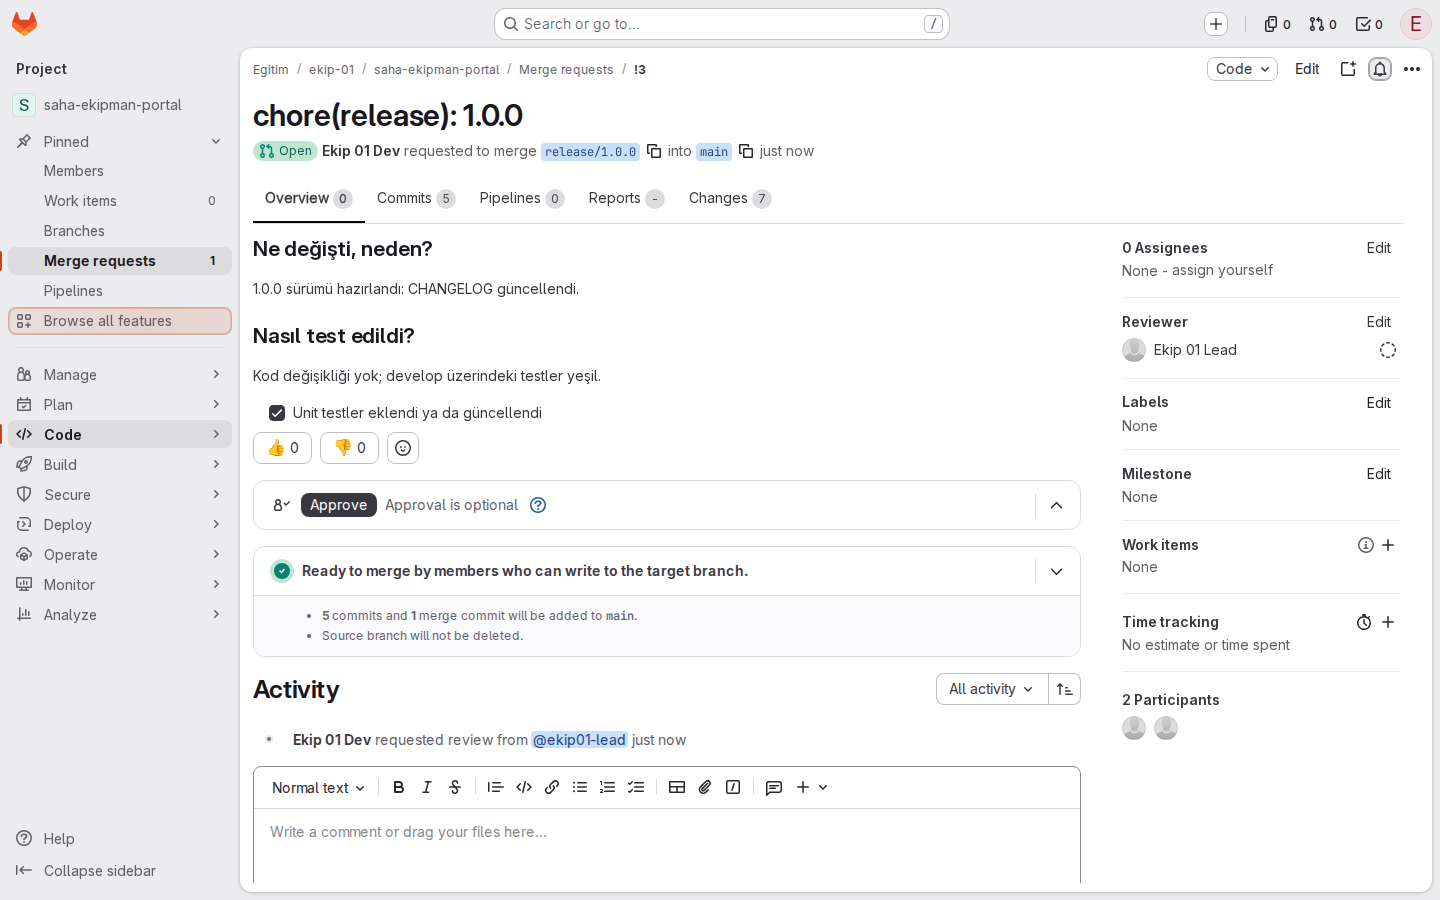 Search or go to...
/
0
0
0
E
Project
S saha-ekipman-portal
Pinned
Members
Work items 0
Branches
Merge requests 1
Pipelines
Browse all features
Manage
Plan
Code
Build
Secure
Deploy
Operate
Monitor
Analyze
Help
Collapse sidebar
Egitim / ekip-01 / saha-ekipman-portal / Merge requests / !3
Code Edit
chore(release): 1.0.0
Open Ekip 01 Dev requested to merge release/1.0.0 into main just now
Overview 0 Commits 5 Pipelines 0 Reports - Changes 7
Ne değişti, neden?
1.0.0 sürümü hazırlandı: CHANGELOG güncellendi.
Nasıl test edildi?
Kod değişikliği yok; develop üzerindeki testler yeşil.
Unit testler eklendi ya da güncellendi
👍 0 👎 0
Approve Approval is optional
Ready to merge by members who can write to the target branch.
5 commits and 1 merge commit will be added to main.
Source branch will not be deleted.
Activity
All activity
Ekip 01 Dev requested review from @ekip01-lead just now
Normal text
Write a comment or drag your files here...
0 Assignees Edit
None - assign yourself
Reviewer Edit
Ekip 01 Lead
Labels Edit
None
Milestone Edit
None
Work items
None
Time tracking
No estimate or time spent
2 Participants